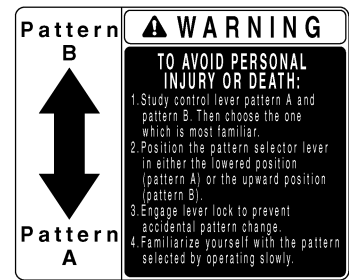 Pattern
B
Pattern
A
WARNING
TO AVOID PERSONAL
INJURY OR DEATH:
1.Study control lever pattern A and
pattern B. Then choose the one
which is most familiar.
2.Position the pattern selector lever
in either the lowered position
(pattern A) or the upward position
(pattern B).
3.Engage lever lock to prevent
accidental pattern change.
4.Familiarize yourself with the pattern
selected by operating slowly.